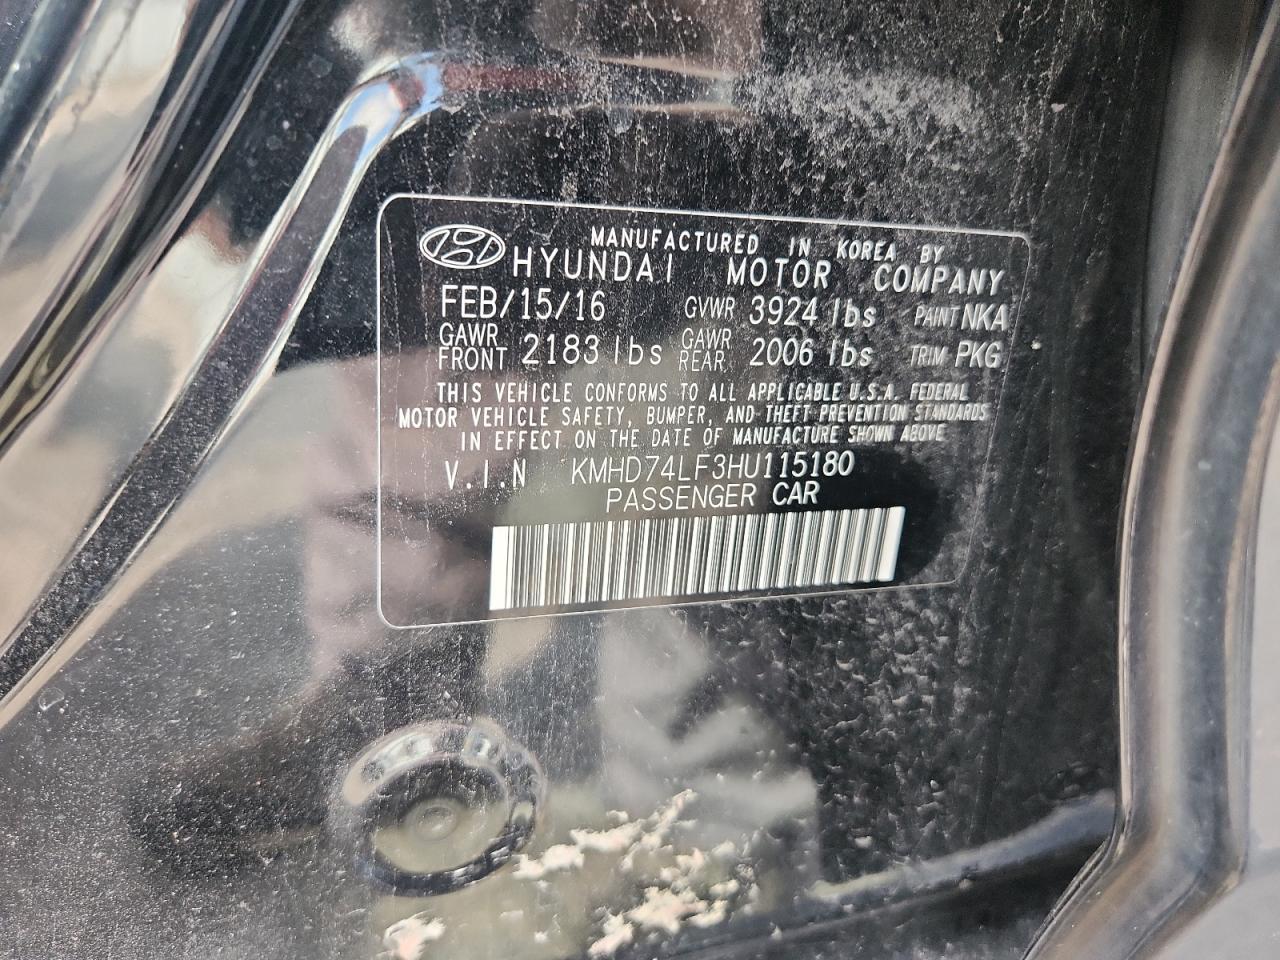 MANUFACTURED IN KOREA BY
HYUNDAI MOTOR COMPANY
FEB/15/16 GVWR 3924 lbs PAINT NKA
GAWR FRONT 2183 lbs GAWR REAR 2006 lbs TRIM PKG
THIS VEHICLE CONFORMS TO ALL APPLICABLE U.S.A. FEDERAL
MOTOR VEHICLE SAFETY, BUMPER, AND THEFT PREVENTION STANDARDS
IN EFFECT ON THE DATE OF MANUFACTURE SHOWN ABOVE
V.I.N KMHD74LF3HU115180
PASSENGER CAR